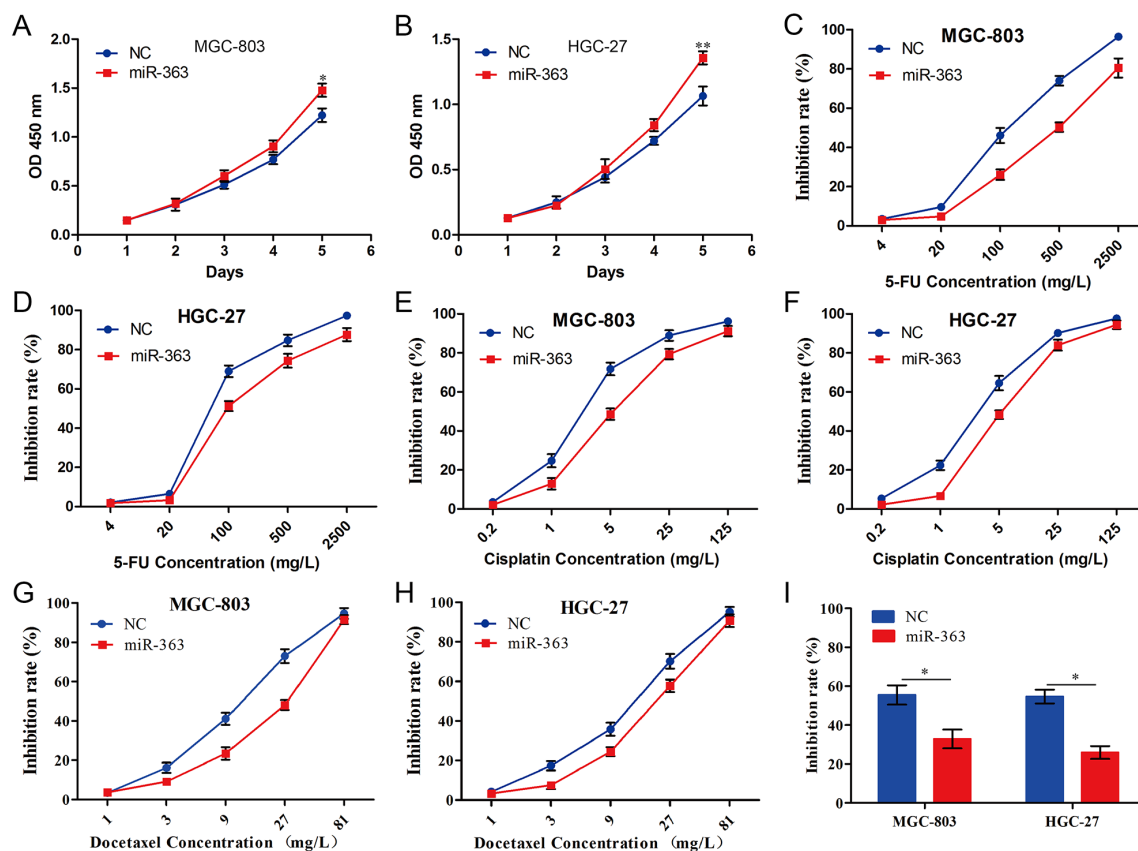 A
MGC-803
NC
miR-363
*
OD 450 nm
2.0
1.5
1.0
0.5
0.0
0 1 2 3 4 5 6
Days
B
HGC-27
NC
miR-363
**
OD 450 nm
1.5
1.0
0.5
0.0
0 1 2 3 4 5 6
Days
C
MGC-803
NC
miR-363
Inhibition rate (%)
100
80
60
40
20
0
4 20 100 500 2500
5-FU Concentration (mg/L)
D
HGC-27
NC
miR-363
Inhibition rate (%)
100
80
60
40
20
0
4 20 100 500 2500
5-FU Concentration (mg/L)
E
MGC-803
NC
miR-363
Inhibition rate (%)
100
80
60
40
20
0
0.2 1 5 25 125
Cisplatin Concentration (mg/L)
F
HGC-27
NC
miR-363
Inhibition rate (%)
100
80
60
40
20
0
0.2 1 5 25 125
Cisplatin Concentration (mg/L)
G
MGC-803
NC
miR-363
Inhibition rate (%)
100
80
60
40
20
0
1 3 9 27 81
Docetaxel Concentration （mg/L)
H
HGC-27
NC
miR-363
Inhibition rate (%)
100
80
60
40
20
0
1 3 9 27 81
Docetaxel Concentration （mg/L)
I
NC
miR-363
* *
Inhibition rate (%)
100
80
60
40
20
0
MGC-803 HGC-27